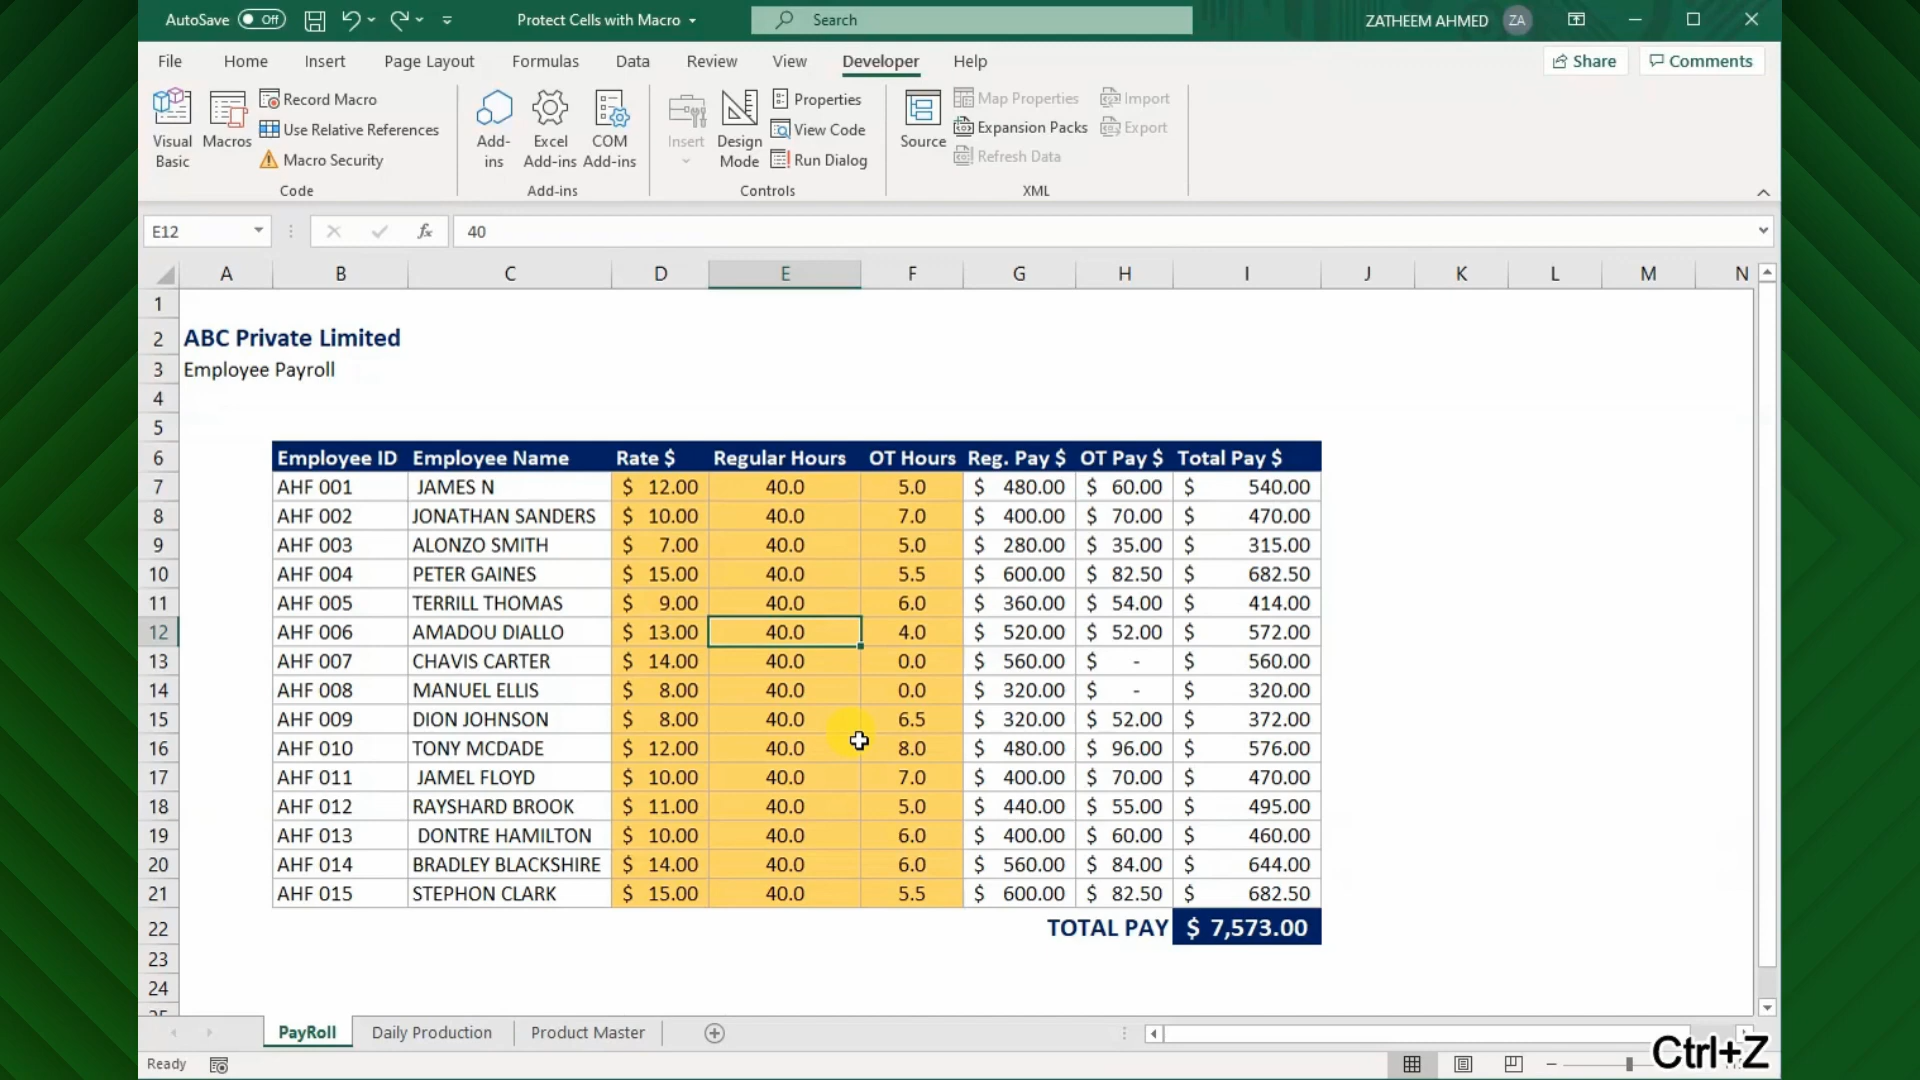 AutoSave Off Protect Cells with Macro Search ZATHEEM AHMED ZA
File Home Insert Page Layout Formulas Data Review View Developer Help Share Comments
Visual Basic
Macros
Record Macro
Use Relative References
Macro Security
Code
Add-ins
Excel Add-ins
COM Add-ins
Add-ins
Insert
Design Mode
Properties
View Code
Run Dialog
Controls
Source
Map Properties
Expansion Packs
Refresh Data
Import
Export
XML
E12 fx 40
A B C D E F G H I J K L M N
1
2 ABC Private Limited
3 Employee Payroll
4
5
6 Employee ID Employee Name Rate $ Regular Hours OT Hours Reg. Pay $ OT Pay $ Total Pay $
7 AHF 001 JAMES N $ 12.00 40.0 5.0 $ 480.00 $ 60.00 $ 540.00
8 AHF 002 JONATHAN SANDERS $ 10.00 40.0 7.0 $ 400.00 $ 70.00 $ 470.00
9 AHF 003 ALONZO SMITH $ 7.00 40.0 5.0 $ 280.00 $ 35.00 $ 315.00
10 AHF 004 PETER GAINES $ 15.00 40.0 5.5 $ 600.00 $ 82.50 $ 682.50
11 AHF 005 TERRILL THOMAS $ 9.00 40.0 6.0 $ 360.00 $ 54.00 $ 414.00
12 AHF 006 AMADOU DIALLO $ 13.00 40.0 4.0 $ 520.00 $ 52.00 $ 572.00
13 AHF 007 CHAVIS CARTER $ 14.00 40.0 0.0 $ 560.00 $ - $ 560.00
14 AHF 008 MANUEL ELLIS $ 8.00 40.0 0.0 $ 320.00 $ - $ 320.00
15 AHF 009 DION JOHNSON $ 8.00 40.0 6.5 $ 320.00 $ 52.00 $ 372.00
16 AHF 010 TONY MCDADE $ 12.00 40.0 8.0 $ 480.00 $ 96.00 $ 576.00
17 AHF 011 JAMEL FLOYD $ 10.00 40.0 7.0 $ 400.00 $ 70.00 $ 470.00
18 AHF 012 RAYSHARD BROOK $ 11.00 40.0 5.0 $ 440.00 $ 55.00 $ 495.00
19 AHF 013 DONTRE HAMILTON $ 10.00 40.0 6.0 $ 400.00 $ 60.00 $ 460.00
20 AHF 014 BRADLEY BLACKSHIRE $ 14.00 40.0 6.0 $ 560.00 $ 84.00 $ 644.00
21 AHF 015 STEPHON CLARK $ 15.00 40.0 5.5 $ 600.00 $ 82.50 $ 682.50
22 TOTAL PAY $ 7,573.00
23
24
25
PayRoll Daily Production Product Master
Ready
Ctrl+Z